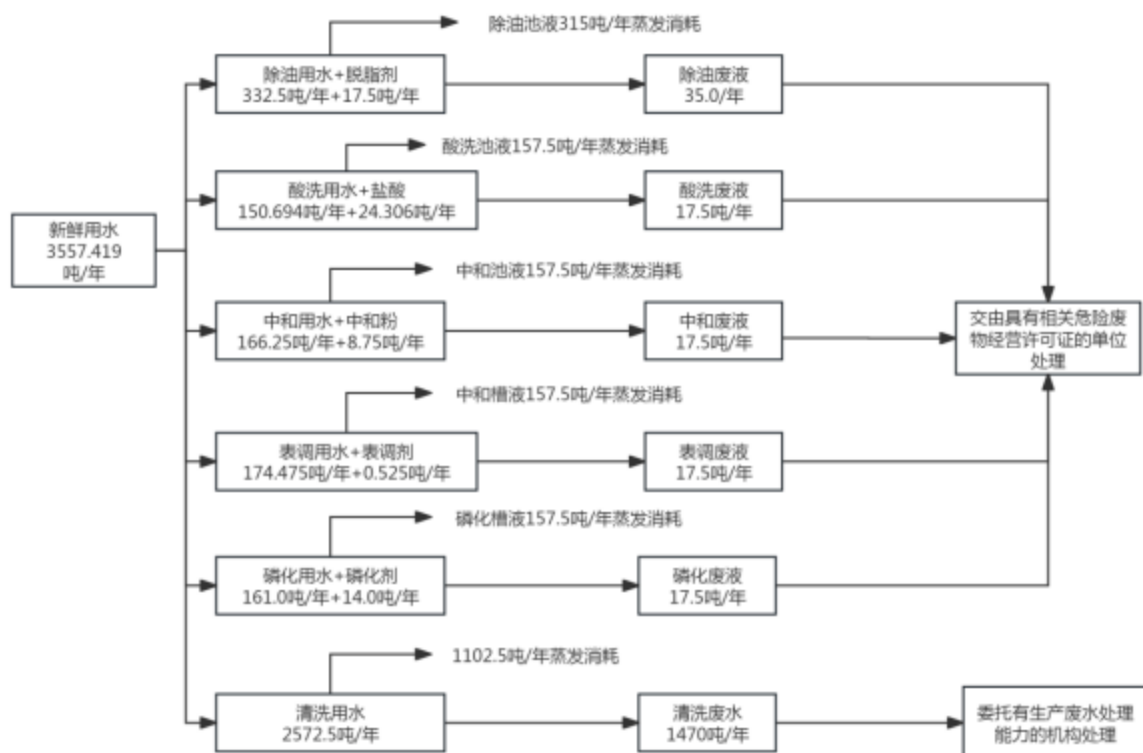 除油池液315吨/年蒸发消耗
除油用水+脱脂剂
332.5吨/年+17.5吨/年
除油废液
35.0/年
酸洗池液157.5吨/年蒸发消耗
酸洗用水+盐酸
150.694吨/年+24.306吨/年
酸洗废液
17.5吨/年
新鲜用水
3557.419
吨/年
中和池液157.5吨/年蒸发消耗
中和用水+中和粉
166.25吨/年+8.75吨/年
中和废液
17.5吨/年
交由具有相关危险废
物经营许可证的单位
处理
中和槽液157.5吨/年蒸发消耗
表调用水+表调剂
174.475吨/年+0.525吨/年
表调废液
17.5吨/年
磷化槽液157.5吨/年蒸发消耗
磷化用水+磷化剂
161.0吨/年+14.0吨/年
磷化废液
17.5吨/年
1102.5吨/年蒸发消耗
清洗用水
2572.5吨/年
清洗废水
1470吨/年
委托有生产废水处理
能力的机构处理